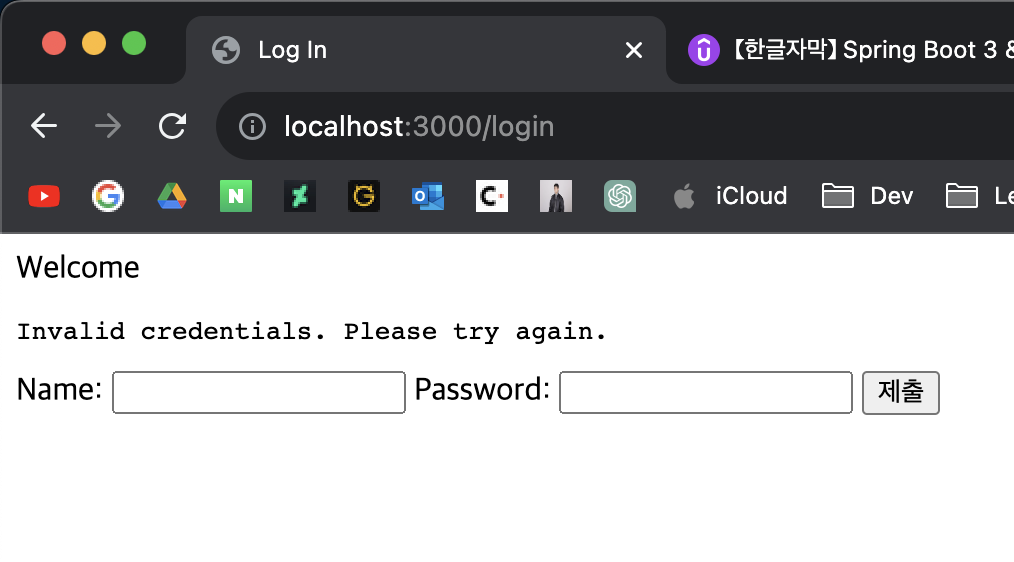 Log In
【한글자막】 Spring Boot 3 &
localhost:3000/login
N
iCloud
Dev
Le
Welcome
Invalid credentials. Please try again.
Name: Password: 제출